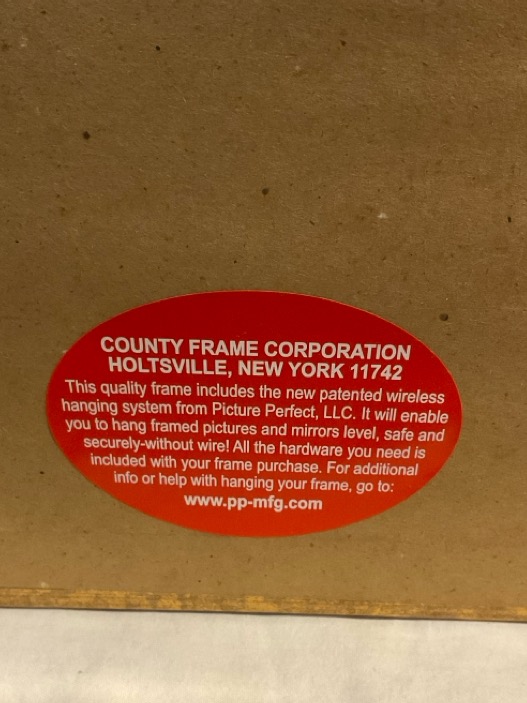 COUNTY FRAME CORPORATION
HOLTSVILLE, NEW YORK 11742
This quality frame includes the new patented wireless
hanging system from Picture Perfect, LLC. It will enable
you to hang framed pictures and mirrors level, safe and
securely-without wire! All the hardware you need is
included with your frame purchase. For additional
info or help with hanging your frame, go to:
www.pp-mfg.com